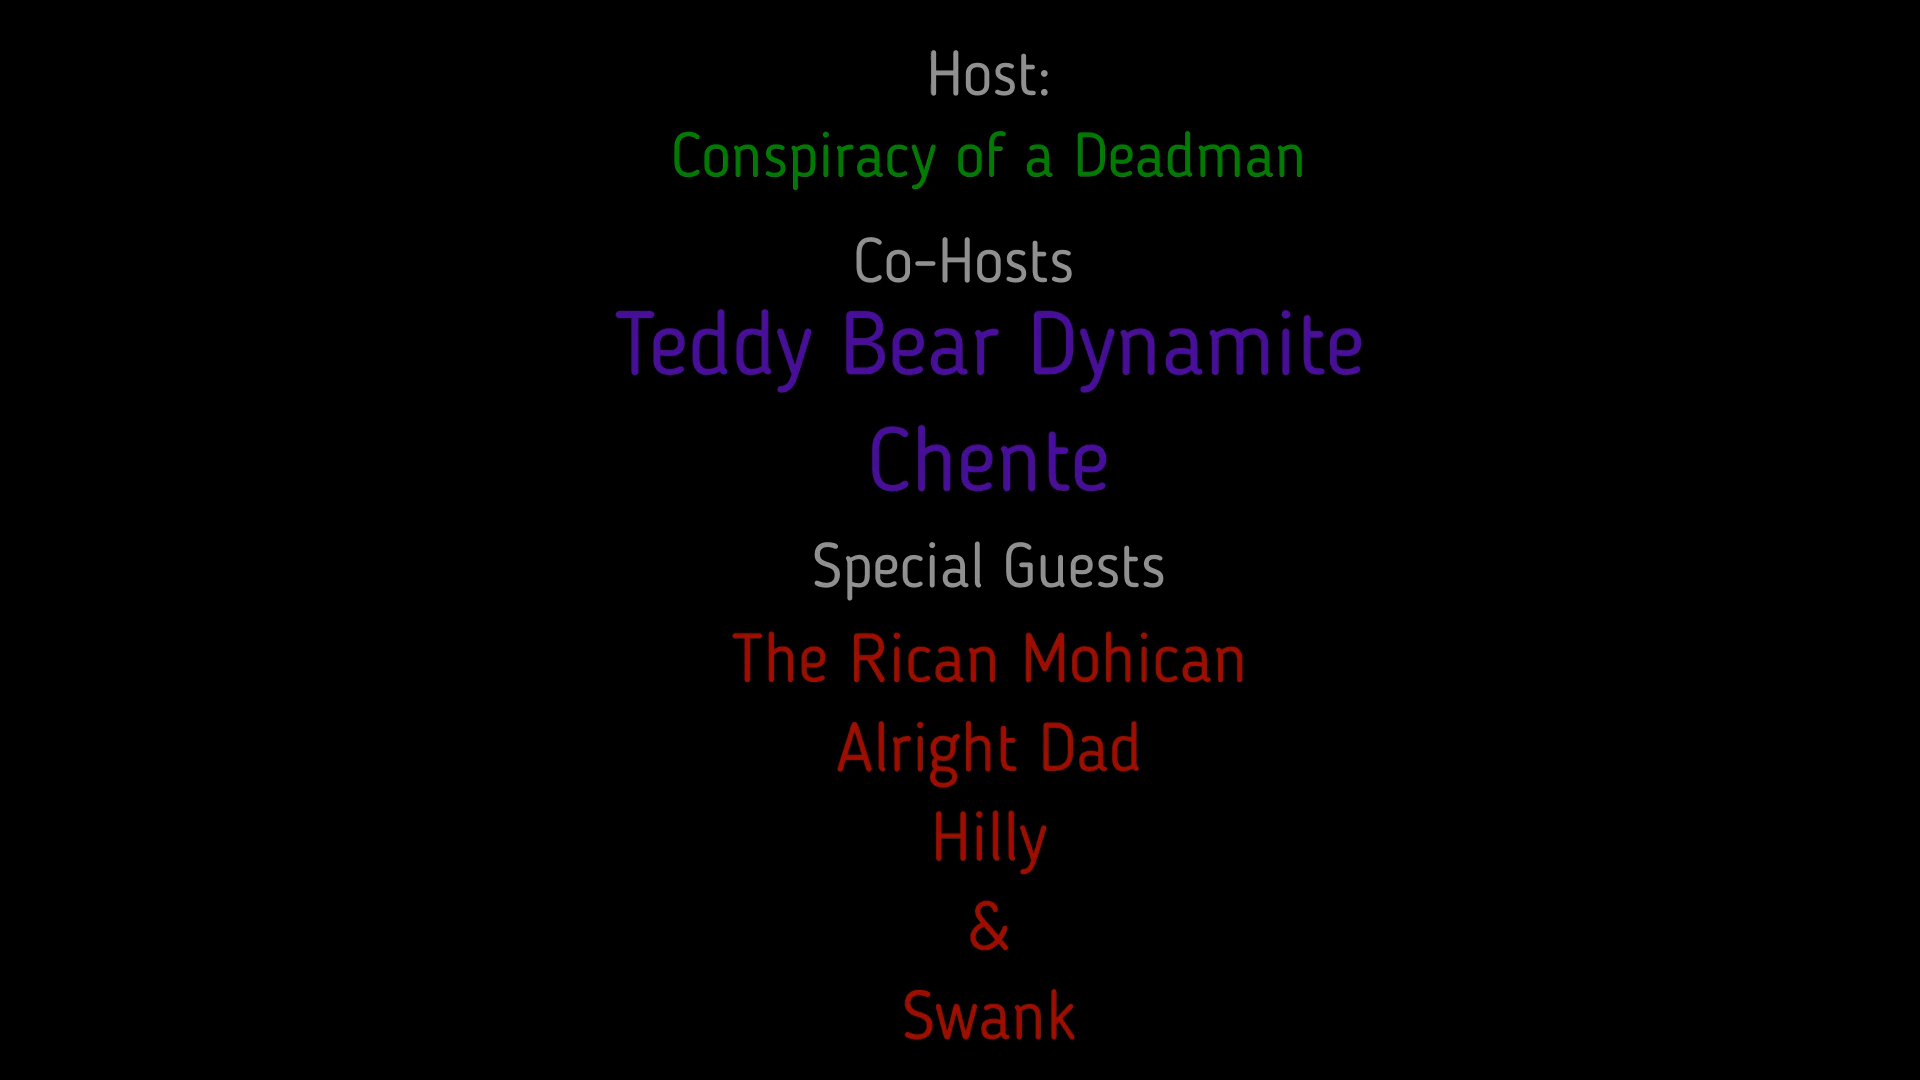 Host:
Conspiracy of a Deadman
Co-Hosts
Teddy Bear Dynamite
Chente
Special Guests
The Rican Mohican
Alright Dad
Hilly
&
Swank